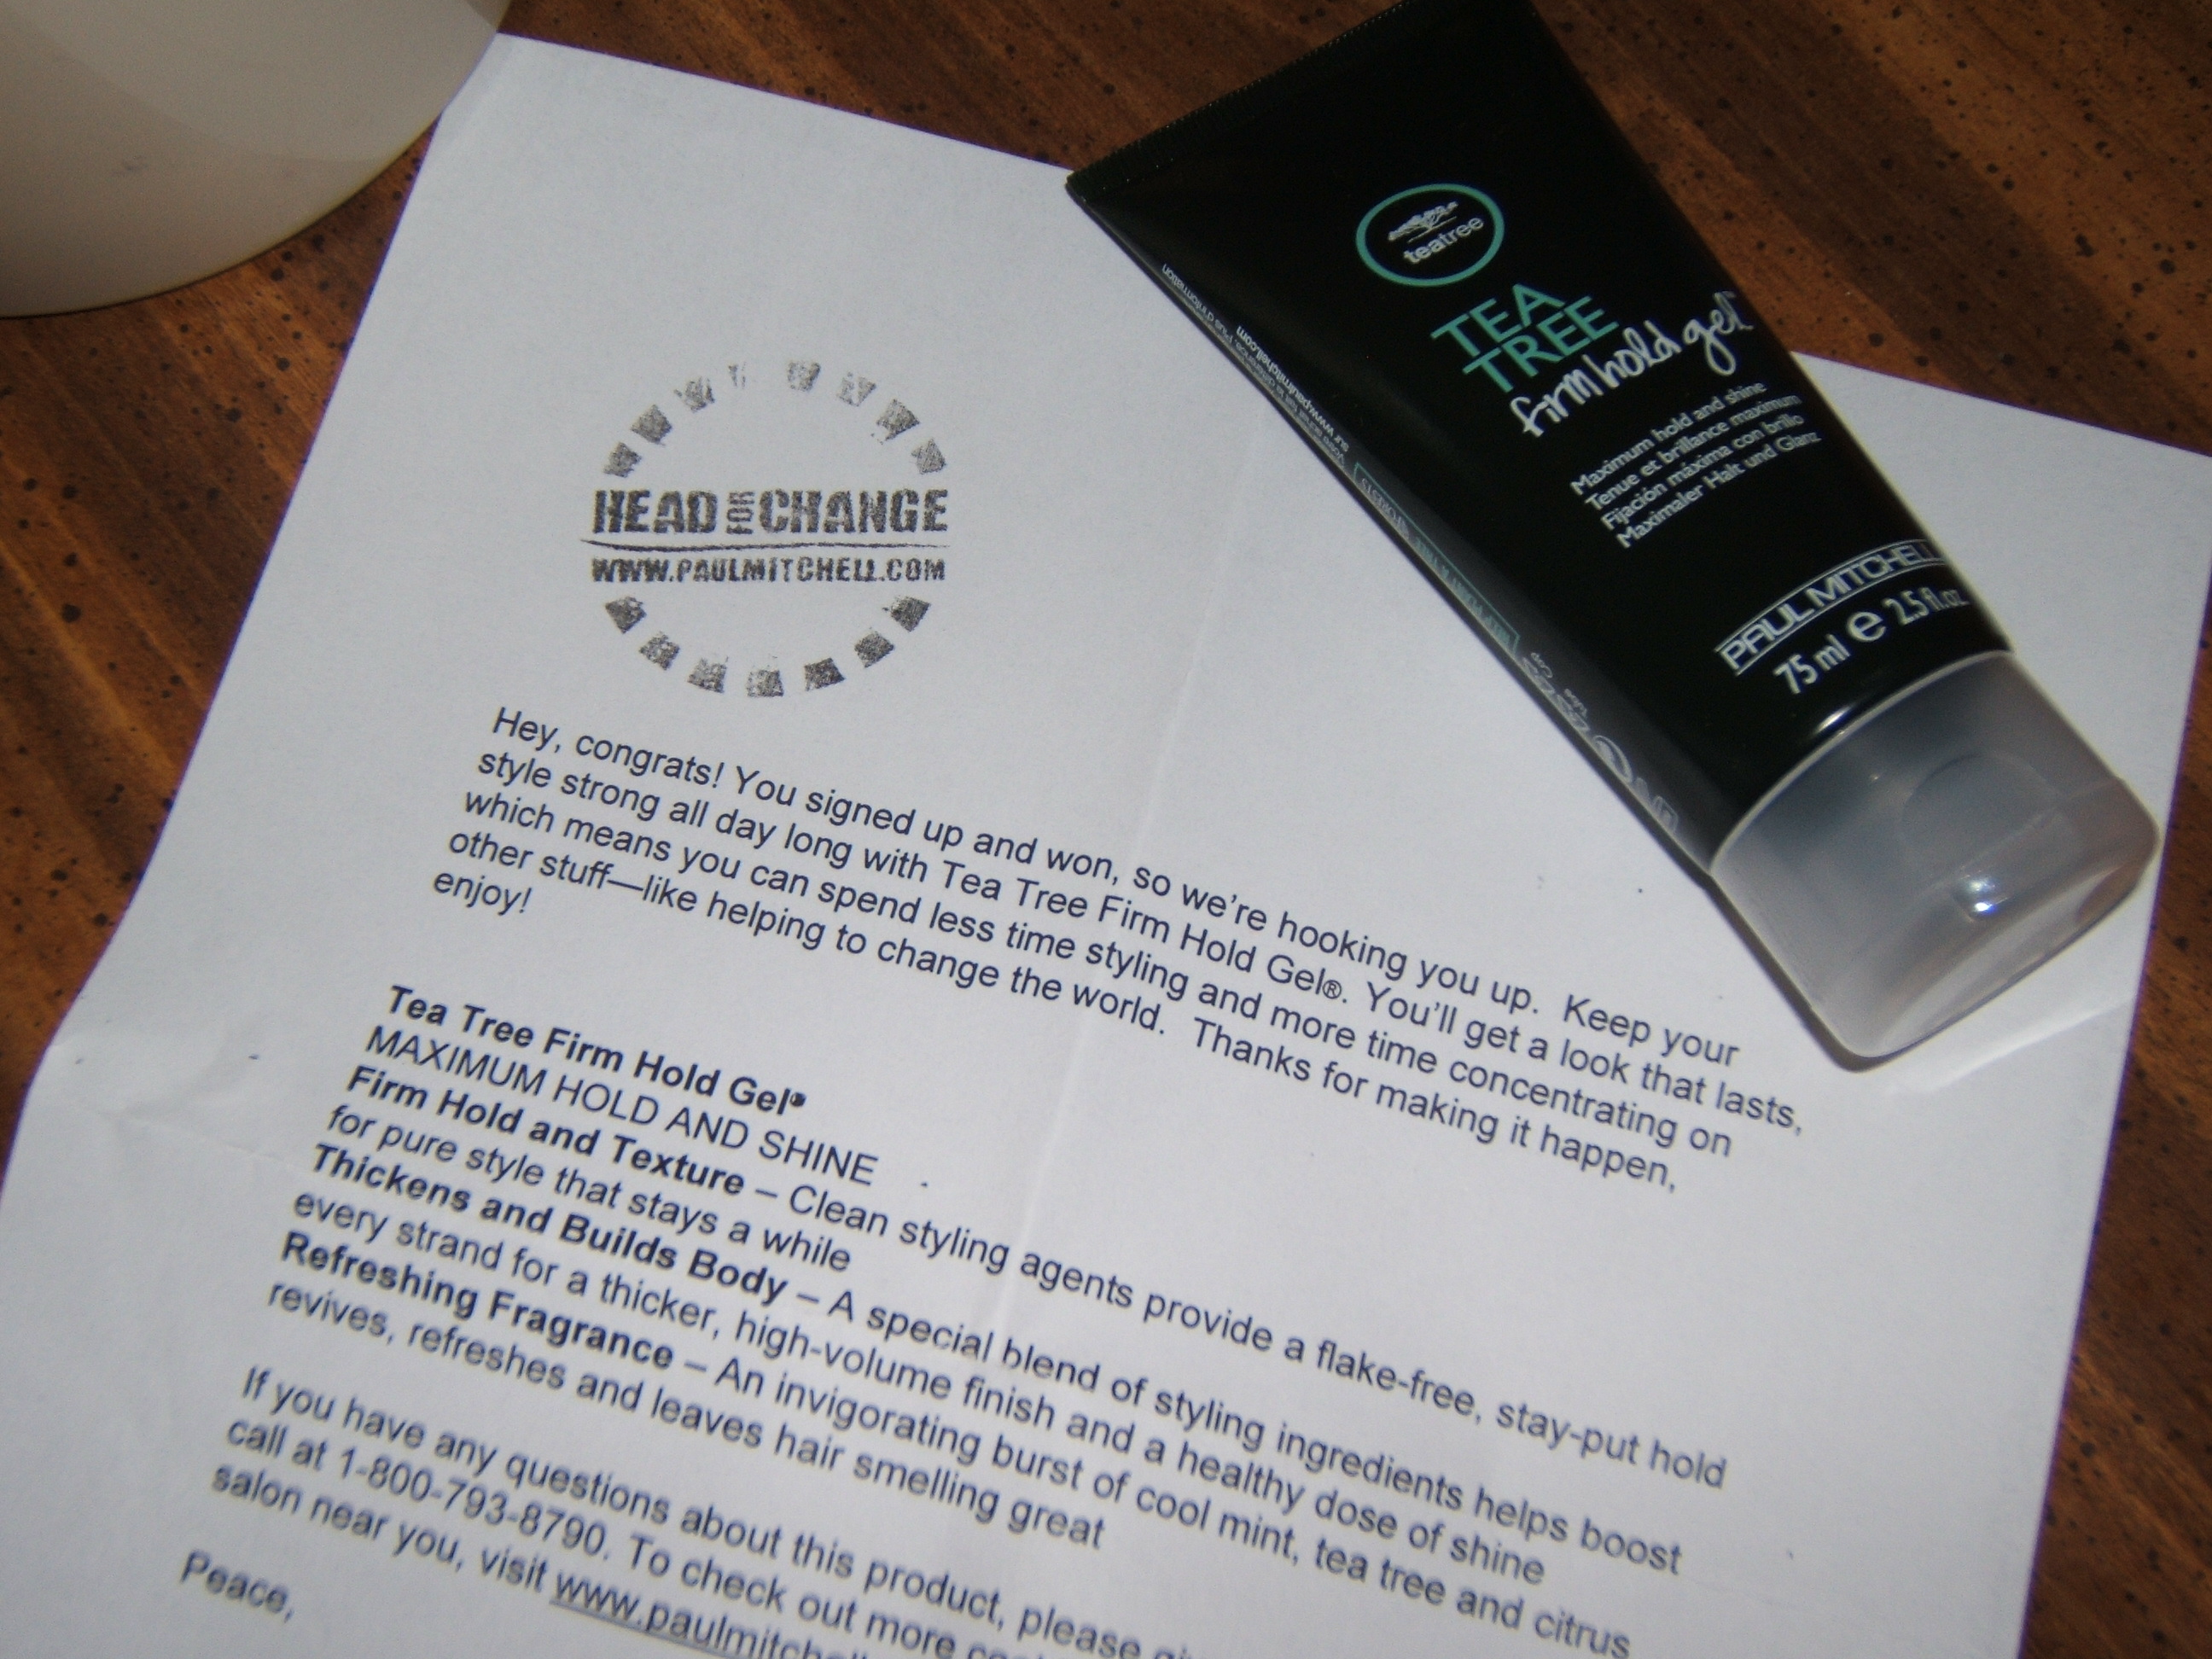 HEAD FOR CHANGE
WWW.PAULMITCHELL.COM
Hey, congrats! You signed up and won, so we're hooking you up. Keep your
style strong all day long with Tea Tree Firm Hold Gel®. You'll get a look that lasts,
which means you can spend less time styling and more time concentrating on
other stuff—like helping to change the world. Thanks for making it happen,
enjoy!
Tea Tree Firm Hold Gel®
MAXIMUM HOLD AND SHINE
Firm Hold and Texture – Clean styling agents provide a flake-free, stay-put hold
for pure style that stays a while
Thickens and Builds Body – A special blend of styling ingredients helps boost
every strand for a thicker, high-volume finish and a healthy dose of shine
Refreshing Fragrance – An invigorating burst of cool mint, tea tree and citrus
revives, refreshes and leaves hair smelling great
If you have any questions about this product, please
call at 1-800-793-8790. To check out more
salon near you, visit www.paulmitchell
Peace,
teatree
TEA
TREE
firm hold gel™
Maximum hold and shine
Tenue et brillance maximum
Fijación máxima con brillo
Maximaler Halt und Glanz
PAUL MITCHELL
75 ml e 2.5 fl.oz.
sur www.paulmitchell.com
Plus d'information